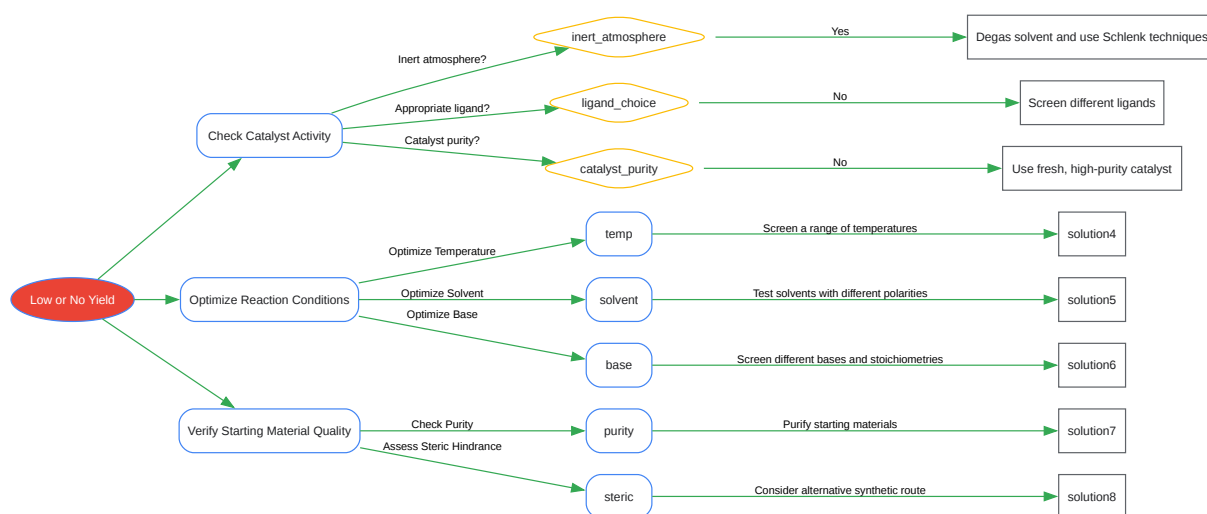 inert_atmosphere
Yes
Degas solvent and use Schlenk techniques
Inert atmosphere?
Appropriate ligand?
ligand_choice
No
Screen different ligands
Check Catalyst Activity
Catalyst purity?
catalyst_purity
No
Use fresh, high-purity catalyst
temp
Screen a range of temperatures
solution4
Optimize Temperature
Low or No Yield
Optimize Reaction Conditions
Optimize Solvent
solvent
Test solvents with different polarities
solution5
Optimize Base
base
Screen different bases and stoichiometries
solution6
Verify Starting Material Quality
Check Purity
purity
Purify starting materials
solution7
Assess Steric Hindrance
steric
Consider alternative synthetic route
solution8